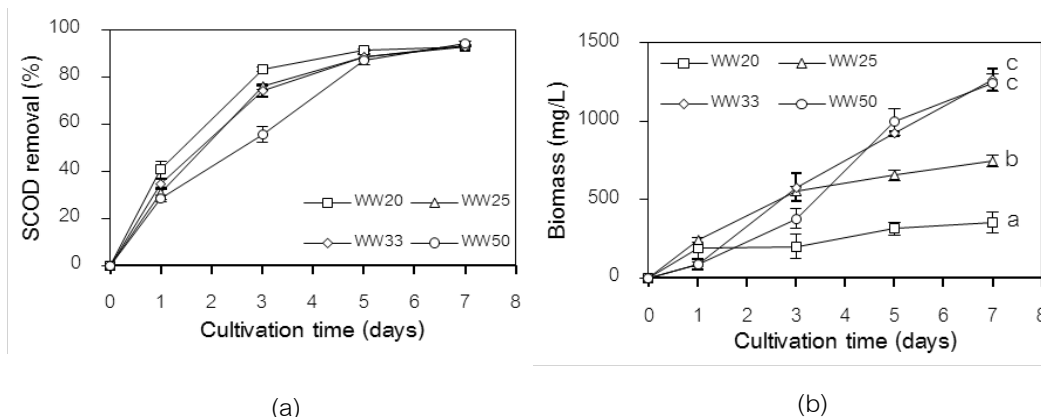 100
80
60
40
20
0
SCOD removal (%)
WW20 WW25
WW33 WW50
0 1 2 3 4 5 6 7 8
Cultivation time (days)
(a)
1500
1000
500
0
Biomass (mg/L)
WW20 WW25
WW33 WW50
c
c
b
a
0 1 2 3 4 5 6 7 8
Cultivation time (days)
(b)